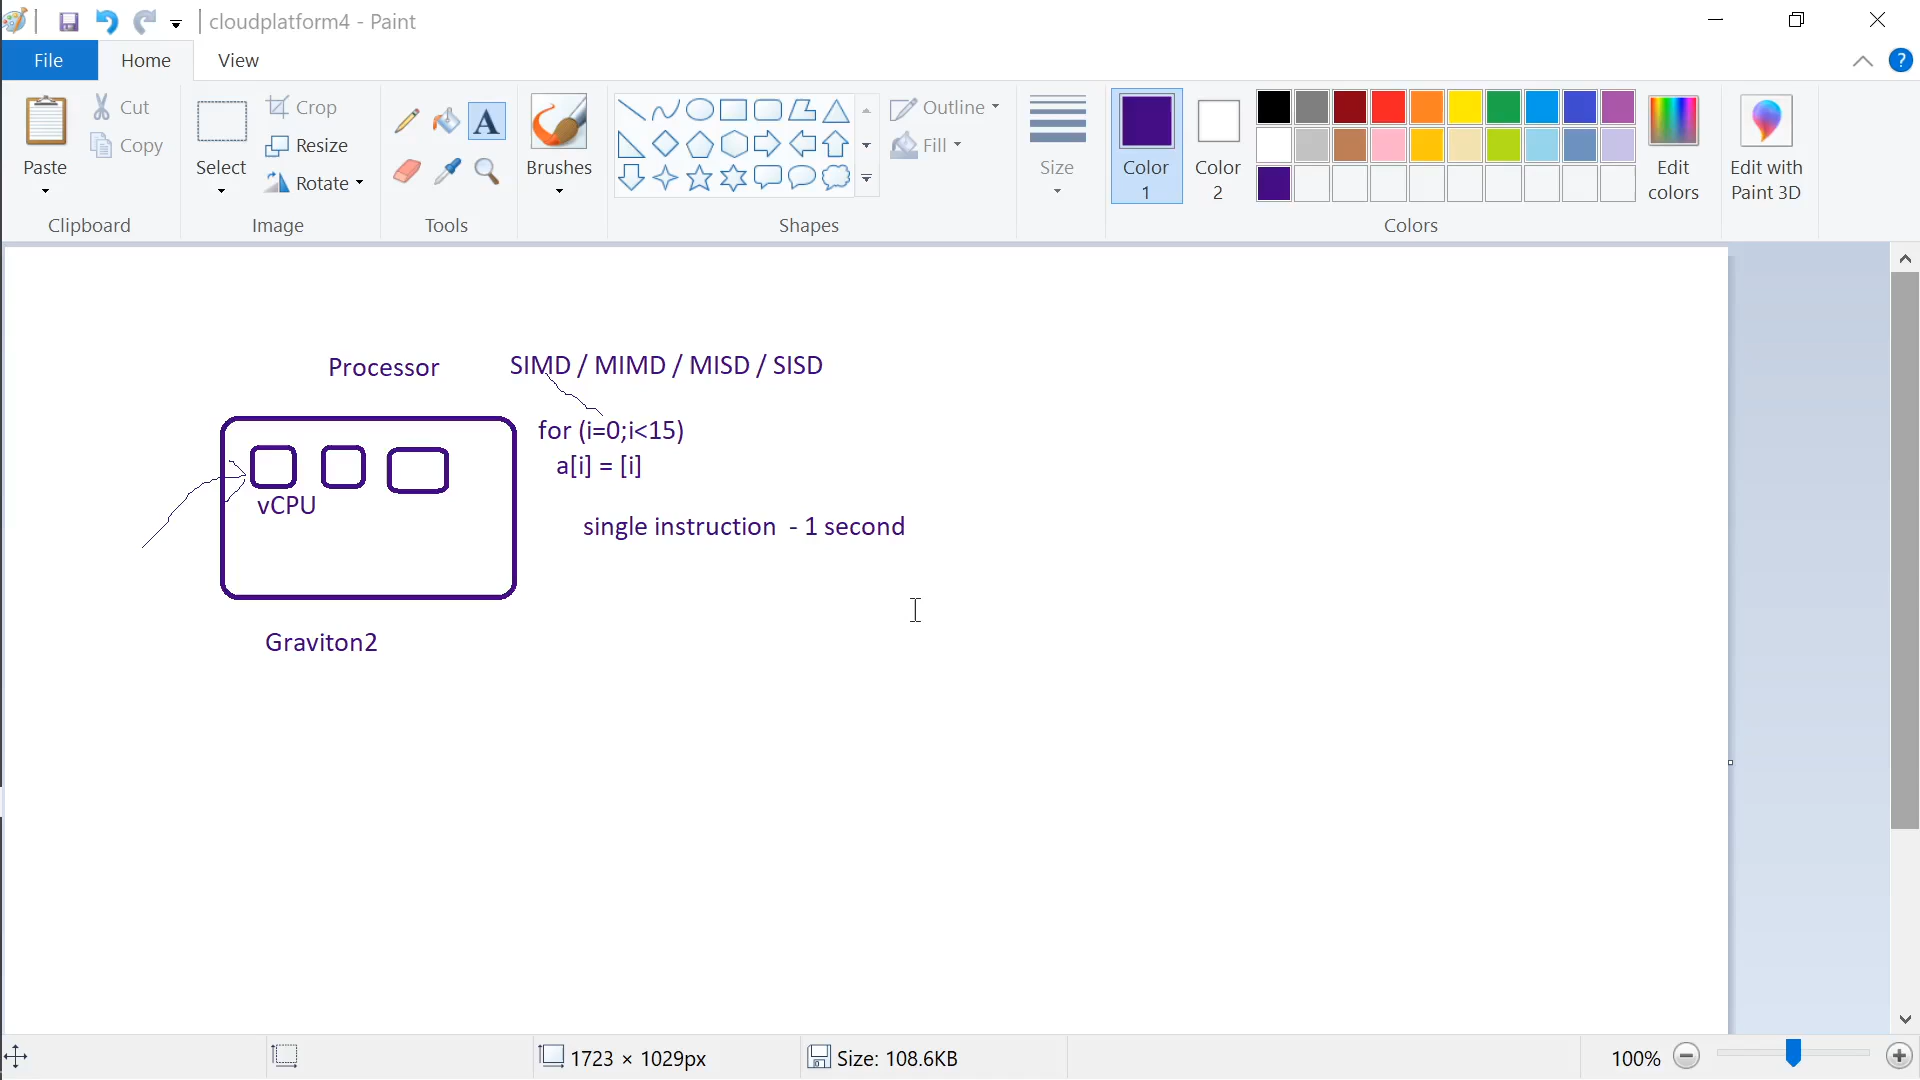 cloudplatform4 - Paint
File Home View
Paste
Cut
Copy
Clipboard
Select
Crop
Resize
Rotate
Image
A
Tools
Brushes
Shapes
Outline
Fill
Size
Color 1
Color 2
Edit colors
Colors
Edit with Paint 3D
?
Processor
SIMD / MIMD / MISD / SISD
for (i=0;i<15)
a[i] = [i]
vCPU
single instruction - 1 second
Graviton2
1723 × 1029px
Size: 108.6KB
100%